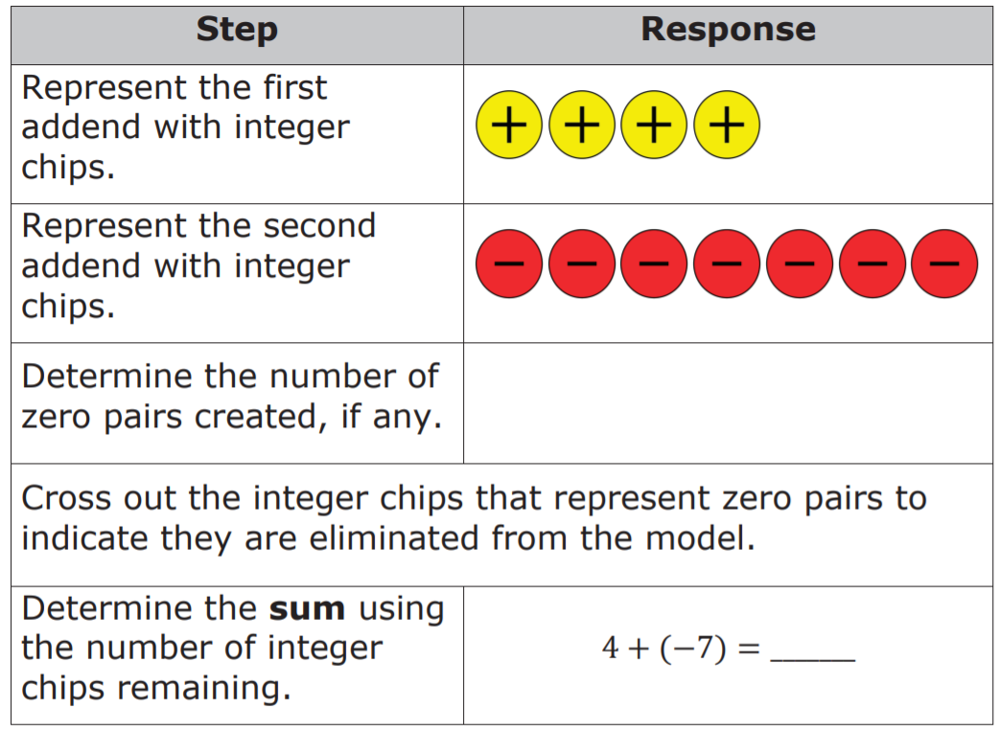 Step
Response
Represent the first
addend with integer
chips.
+ + + +
Represent the second
addend with integer
chips.
− − − − − − −
Determine the number of
zero pairs created, if any.
Cross out the integer chips that represent zero pairs to
indicate they are eliminated from the model.
Determine the sum using
the number of integer
chips remaining.
4 + (−7) = ______